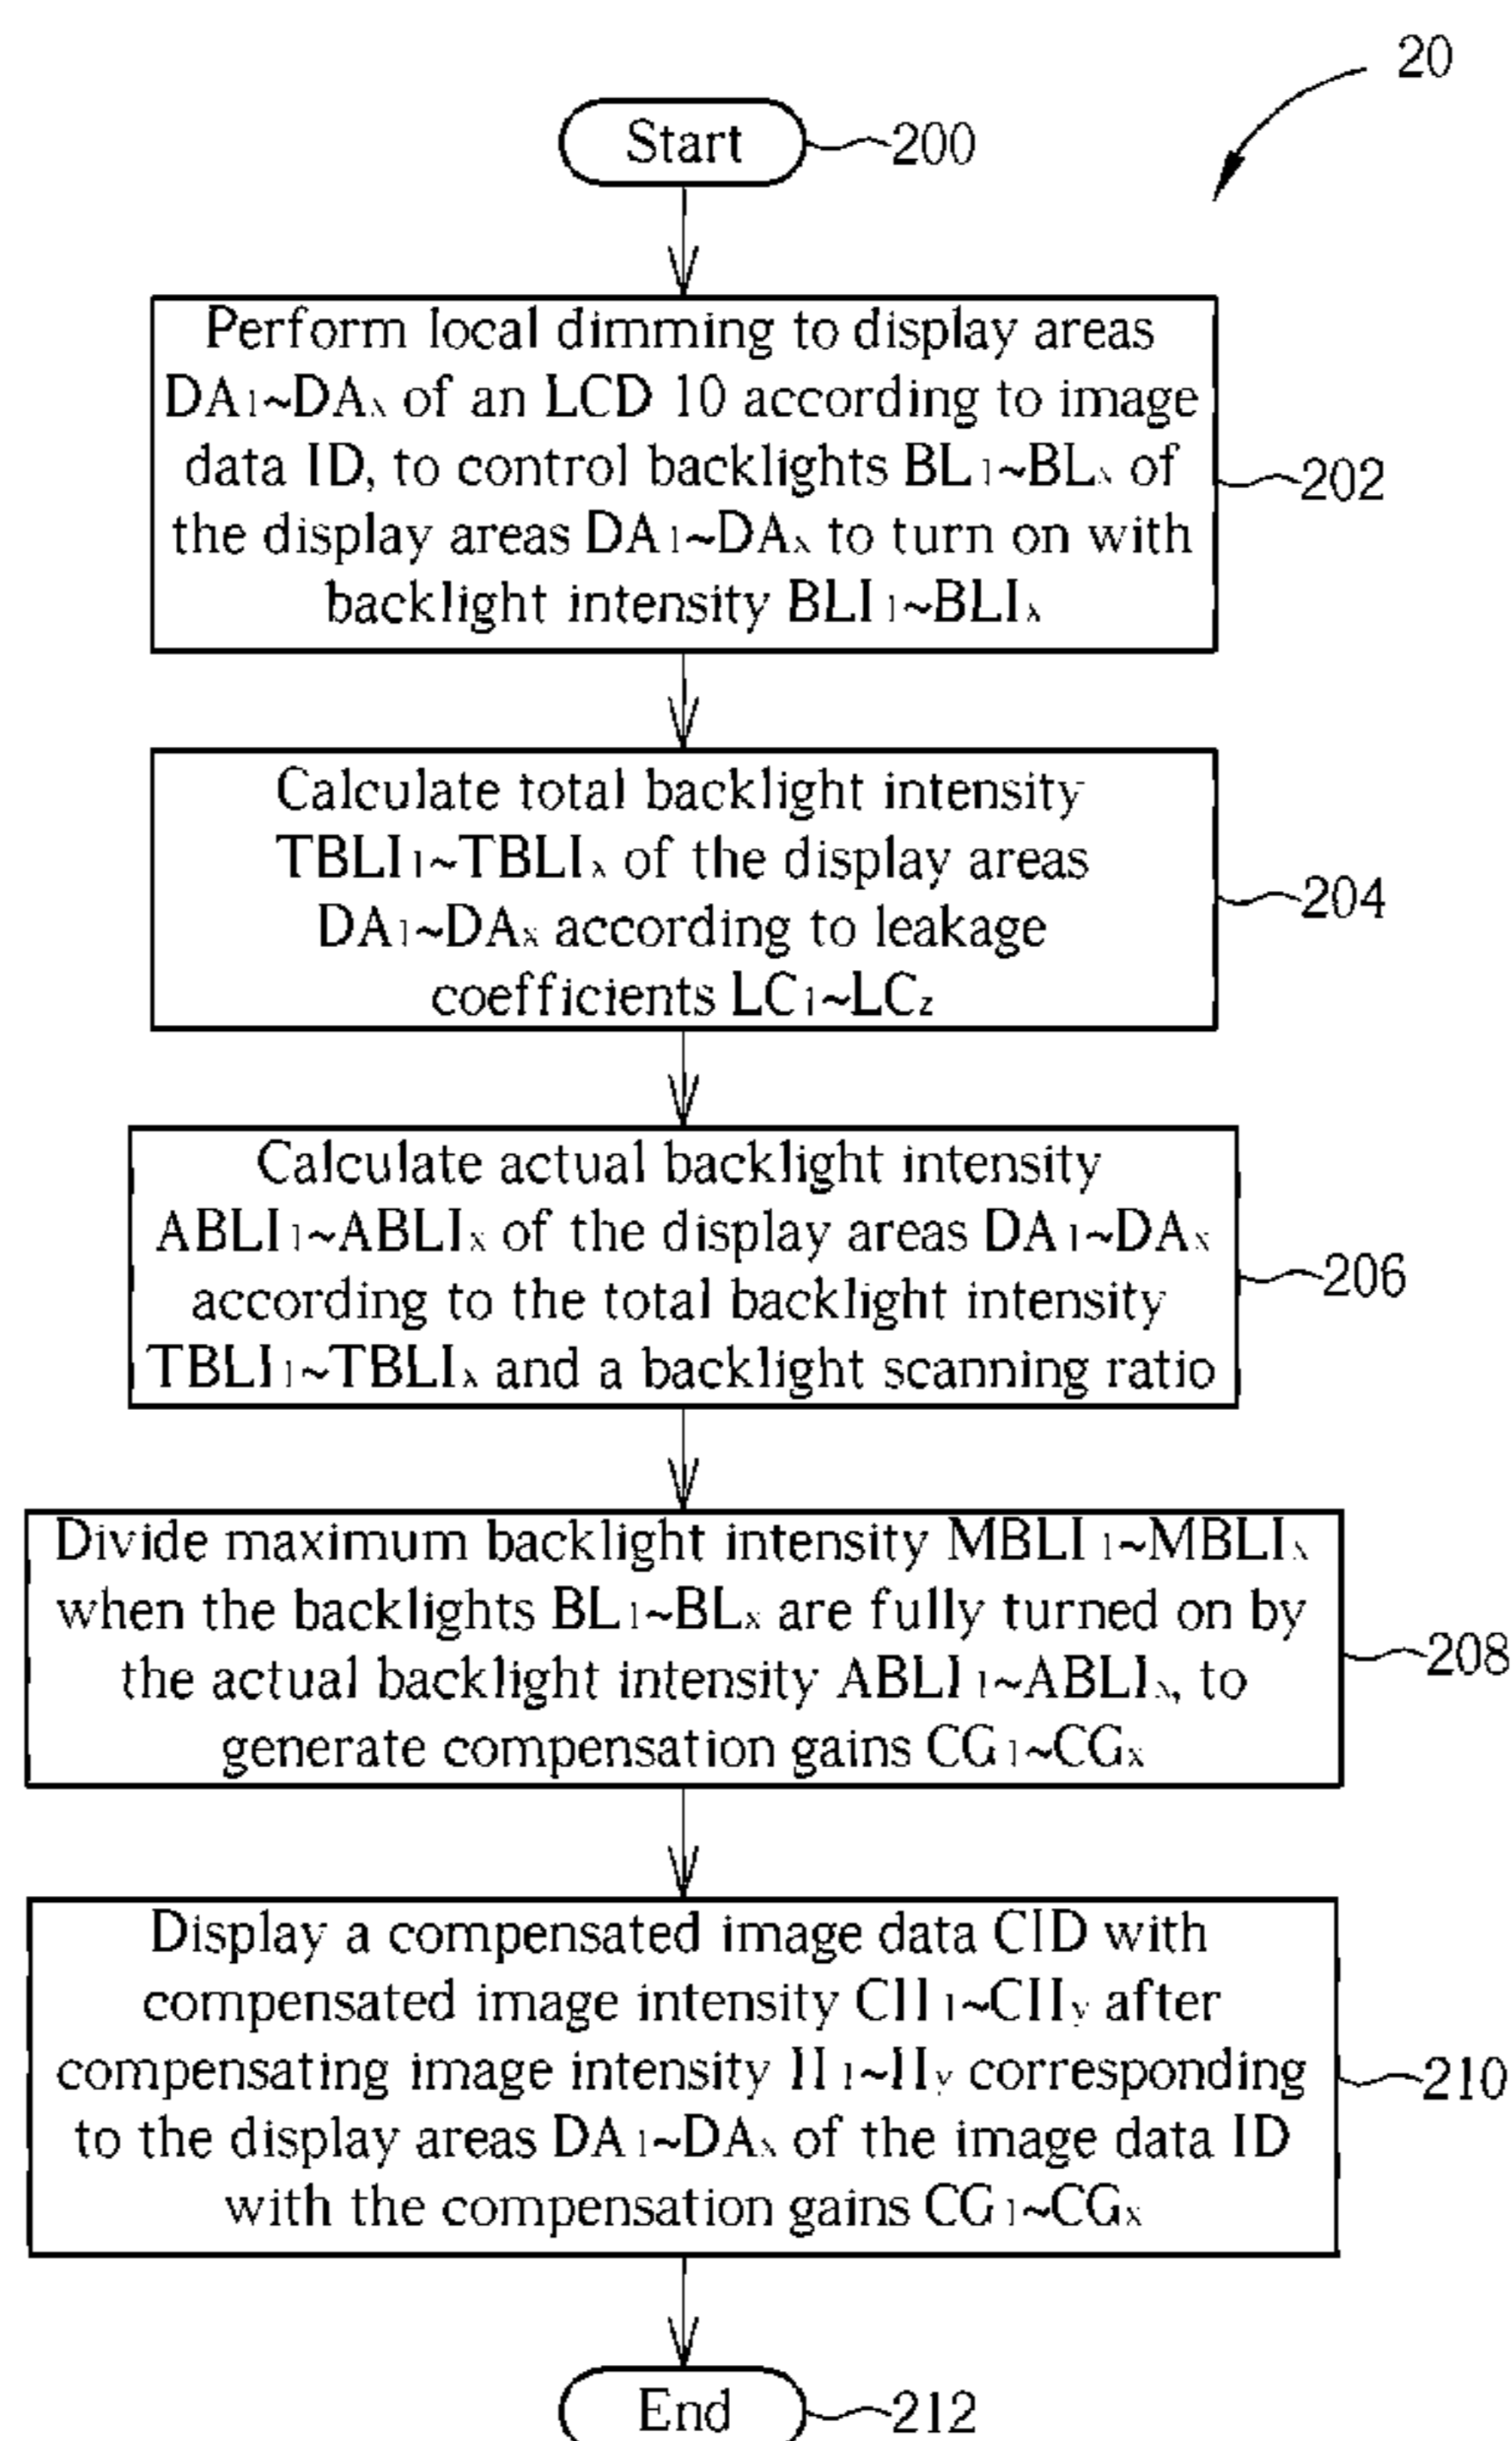 20
Start
200
Perform local dimming to display areas
DA₁~DAₓ of an LCD 10 according to image
data ID, to control backlights BL₁~BLₓ of
the display areas DA₁~DAₓ to turn on with
backlight intensity BLI₁~BLIₓ
202
Calculate total backlight intensity
TBLI₁~TBLIₓ of the display areas
DA₁~DAₓ according to leakage
coefficients LC₁~LCz
204
Calculate actual backlight intensity
ABLI₁~ABLIₓ of the display areas DA₁~DAₓ
according to the total backlight intensity
TBLI₁~TBLIₓ and a backlight scanning ratio
206
Divide maximum backlight intensity MBLI₁~MBLIₓ
when the backlights BL₁~BLₓ are fully turned on by
the actual backlight intensity ABLI₁~ABLIₓ, to
generate compensation gains CG₁~CGₓ
208
Display a compensated image data CID with
compensated image intensity CII₁~CIIy after
compensating image intensity II₁~IIy corresponding
to the display areas DA₁~DAₓ of the image data ID
with the compensation gains CG₁~CGₓ
210
End
212